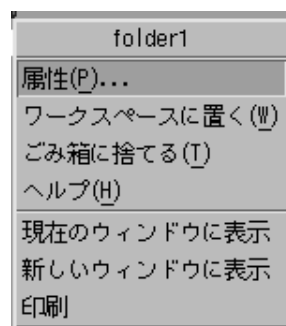 folder1
属性(P)...
ワークスペースに置く(W)
ごみ箱に捨てる(T)
ヘルプ(H)
現在のウィンドウに表示
新しいウィンドウに表示
印刷